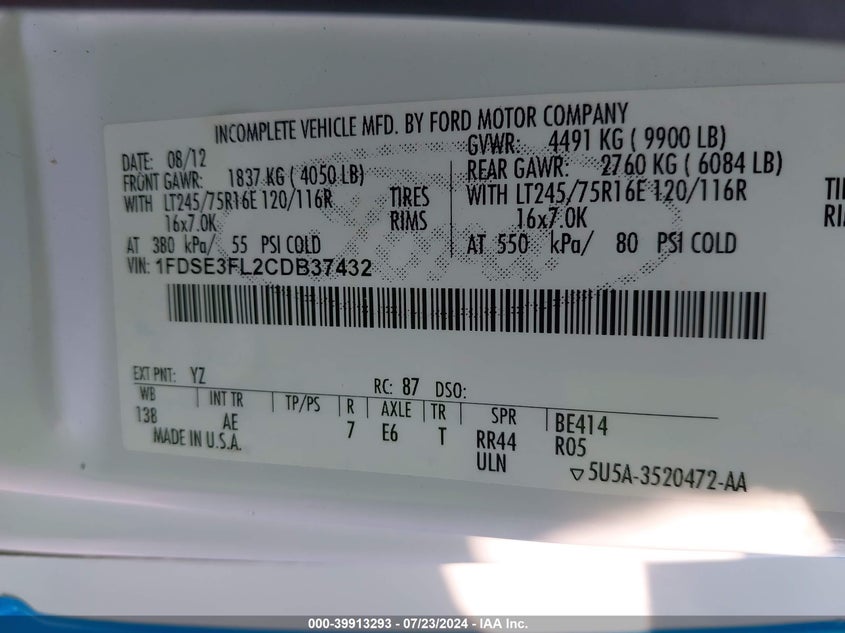 INCOMPLETE VEHICLE MFD. BY FORD MOTOR COMPANY
DATE: 08/12 GVWR: 4491 KG ( 9900 LB)
FRONT GAWR: 1837 KG ( 4050 LB) REAR GAWR: 2760 KG ( 6084 LB)
WITH LT245/75R16E 120/116R TIRES WITH LT245/75R16E 120/116R
16x7.0K RIMS 16x7.0K
AT 380 kPa/ 55 PSI COLD AT 550 kPa/ 80 PSI COLD
VIN: 1FDSE3FL2CDB37432
EXT PNT: YZ RC: 87 DSO:
WB INT TR TP/PS R AXLE TR SPR BE414
138 AE 7 E6 T RR44 R05
MADE IN U.S.A. ULN ▽5U5A-3520472-AA
000-39913293 - 07/23/2024 - IAA Inc.